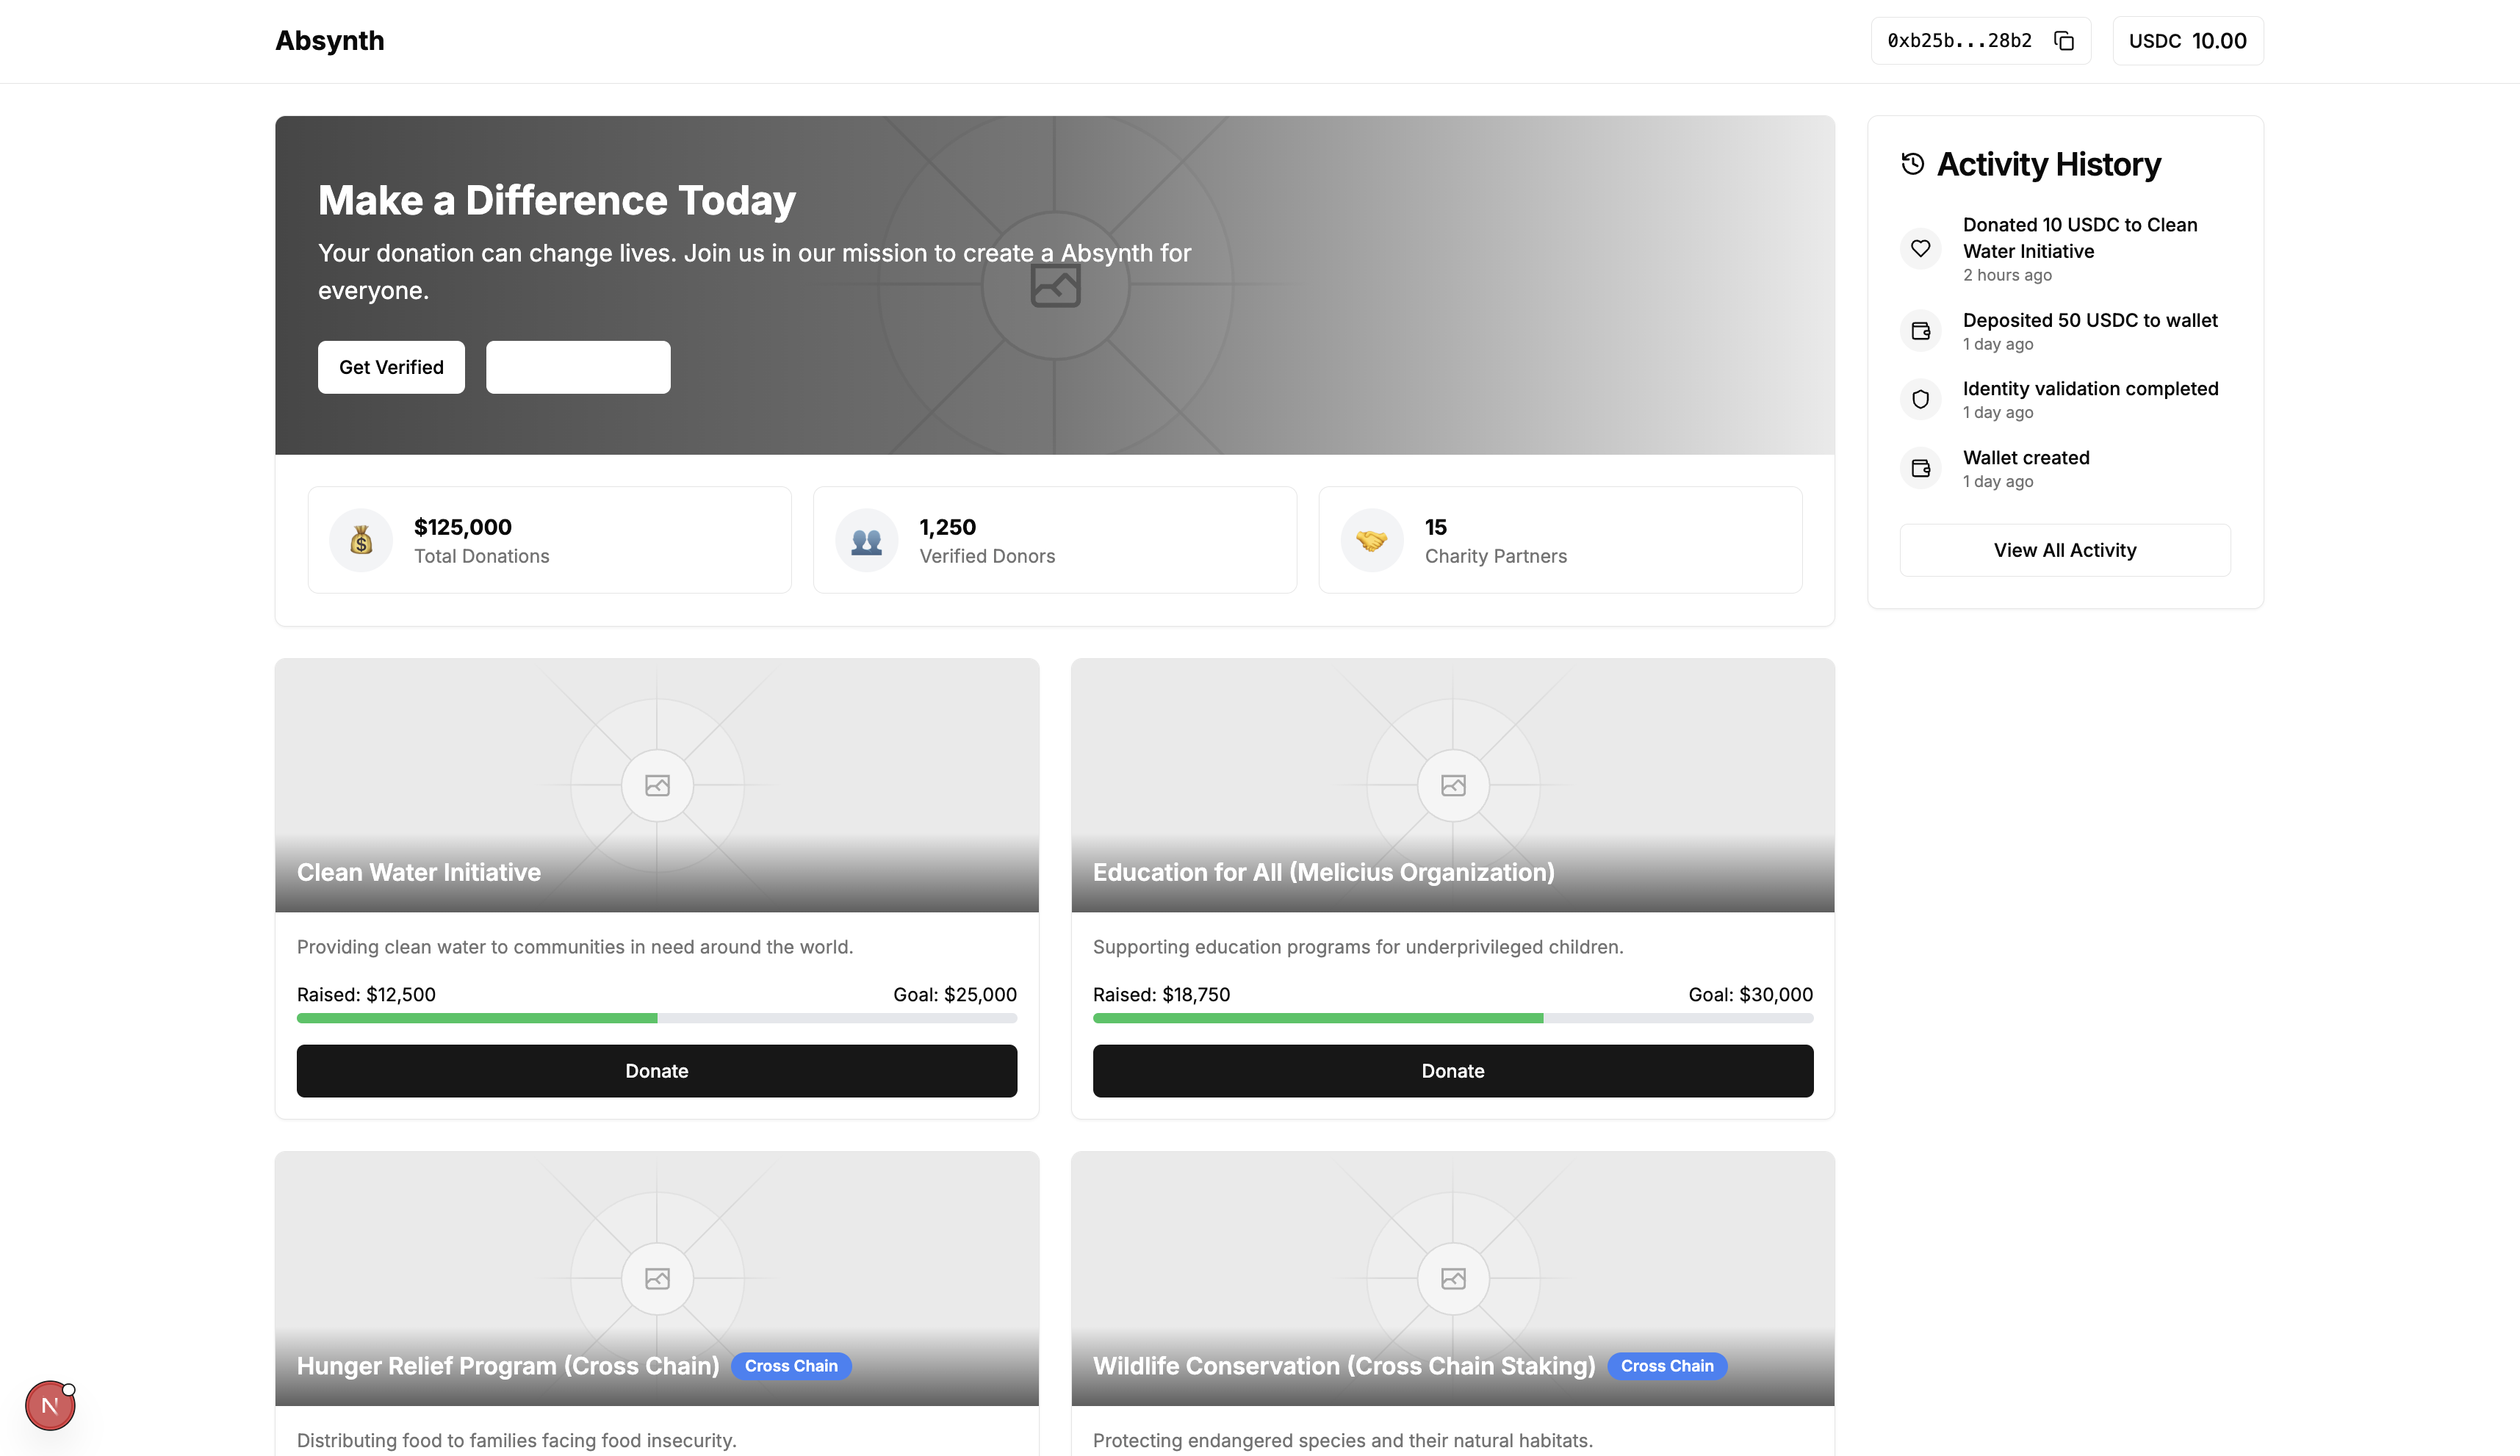 Absynth
0xb25b...28b2
USDC 10.00
Make a Difference Today
Your donation can change lives. Join us in our mission to create a Absynth for
everyone.
Get Verified
$125,000
Total Donations
1,250
Verified Donors
15
Charity Partners
Activity History
Donated 10 USDC to Clean
Water Initiative
2 hours ago
Deposited 50 USDC to wallet
1 day ago
Identity validation completed
1 day ago
Wallet created
1 day ago
View All Activity
Clean Water Initiative
Providing clean water to communities in need around the world.
Raised: $12,500
Goal: $25,000
Donate
Education for All (Melicius Organization)
Supporting education programs for underprivileged children.
Raised: $18,750
Goal: $30,000
Donate
Hunger Relief Program (Cross Chain)
Cross Chain
Distributing food to families facing food insecurity.
Wildlife Conservation (Cross Chain Staking)
Cross Chain
Protecting endangered species and their natural habitats.
N